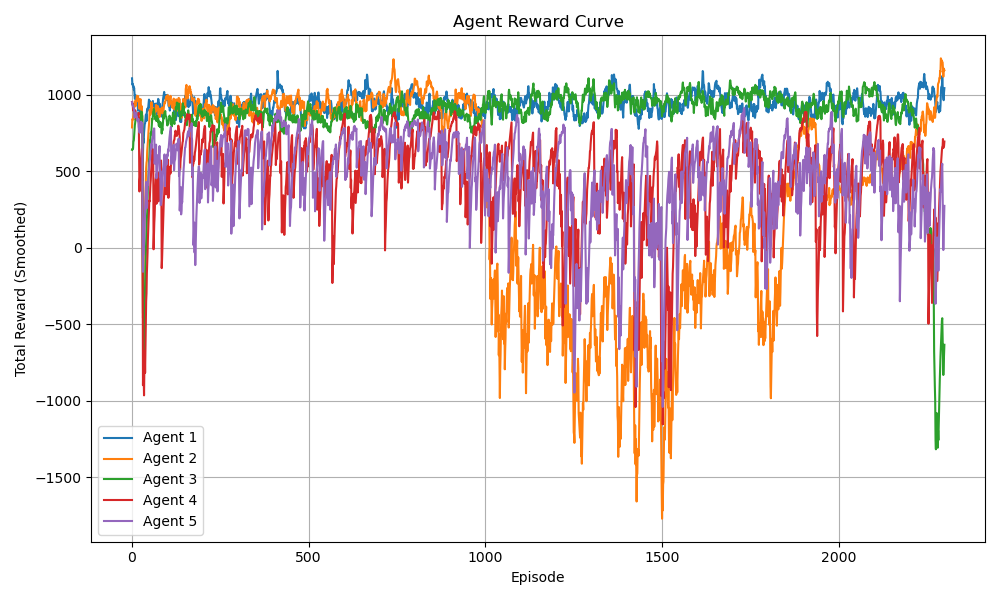 Agent Reward Curve
Total Reward (Smoothed)
1000
500
0
−500
−1000
−1500
Agent 1
Agent 2
Agent 3
Agent 4
Agent 5
0
500
1000
1500
2000
Episode